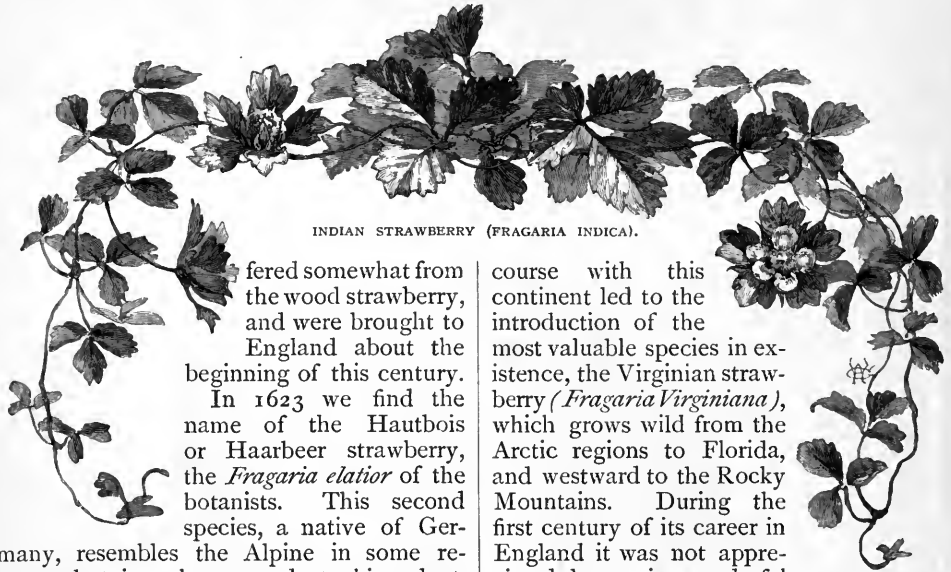 INDIAN STRAWBERRY (FRAGARIA INDICA).
fered somewhat from
the wood strawberry,
and were brought to
England about the
beginning of this century.
In 1623 we find the
name of the Hautbois
or Haarbeer strawberry,
the Fragaria elatior of the
botanists. This second
species, a native of Ger-
many, resembles the Alpine in some re-
course with this
continent led to the
introduction of the
most valuable species in ex-
istence, the Virginian straw-
berry (Fragaria Virginiana),
which grows wild from the
Arctic regions to Florida,
and westward to the Rocky
Mountains. During the
first century of its career in
England it was not appre-